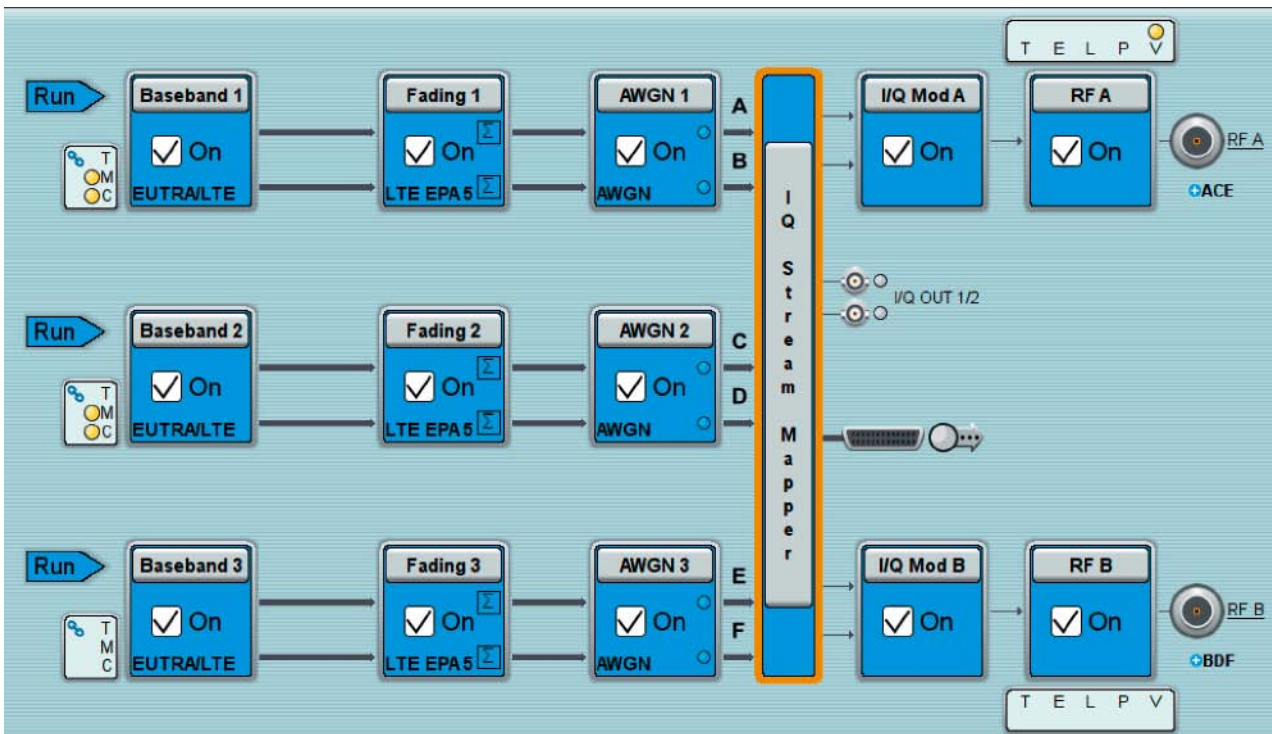 T E L P V
Run
Baseband 1
Fading 1
AWGN 1
A
I/Q Mod A
RF A
On
Σ
On
On
B
On
On
RF A
T
M
C
EUTRA/LTE
LTE EPA 5
Σ
AWGN
ACE
IQ Stream Mapper
I/Q OUT 1/2
Run
Baseband 2
Fading 2
AWGN 2
C
On
Σ
On
On
D
T
M
C
EUTRA/LTE
LTE EPA 5
Σ
AWGN
Run
Baseband 3
Fading 3
AWGN 3
E
I/Q Mod B
RF B
On
Σ
On
On
F
On
On
RF B
T
M
C
EUTRA/LTE
LTE EPA 5
Σ
AWGN
BDF
T E L P V